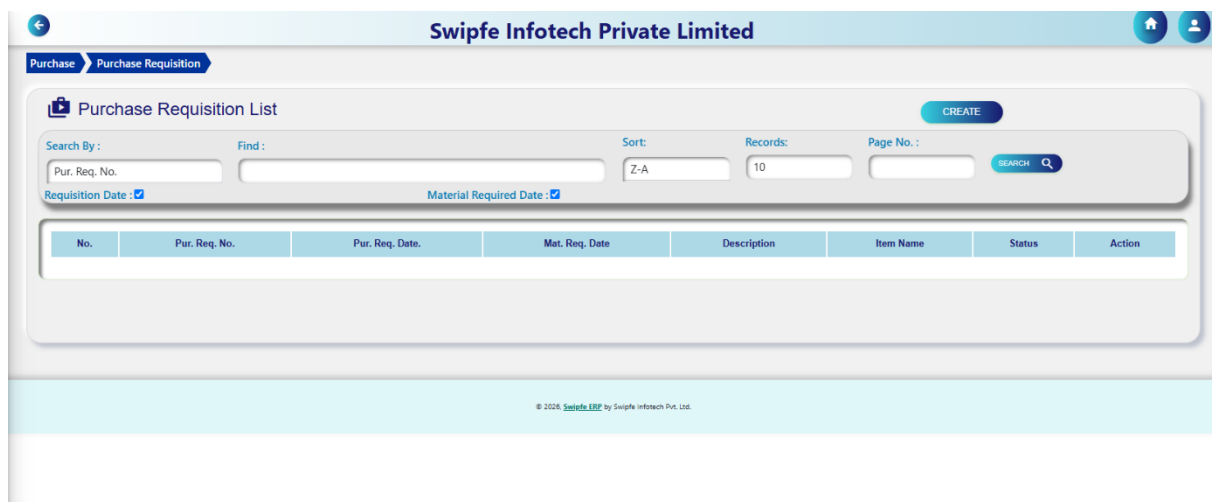 Swipfe Infotech Private Limited
Purchase Purchase Requisition
Purchase Requisition List
CREATE
Search By : Find : Sort: Records: Page No. :
Pur. Req. No. Z-A 10 SEARCH
Requisition Date : Material Required Date :
No. Pur. Req. No. Pur. Req. Date. Mat. Req. Date Description Item Name Status Action
© 2026, Swipfe ERP by Swipfe Infotech Pvt. Ltd.